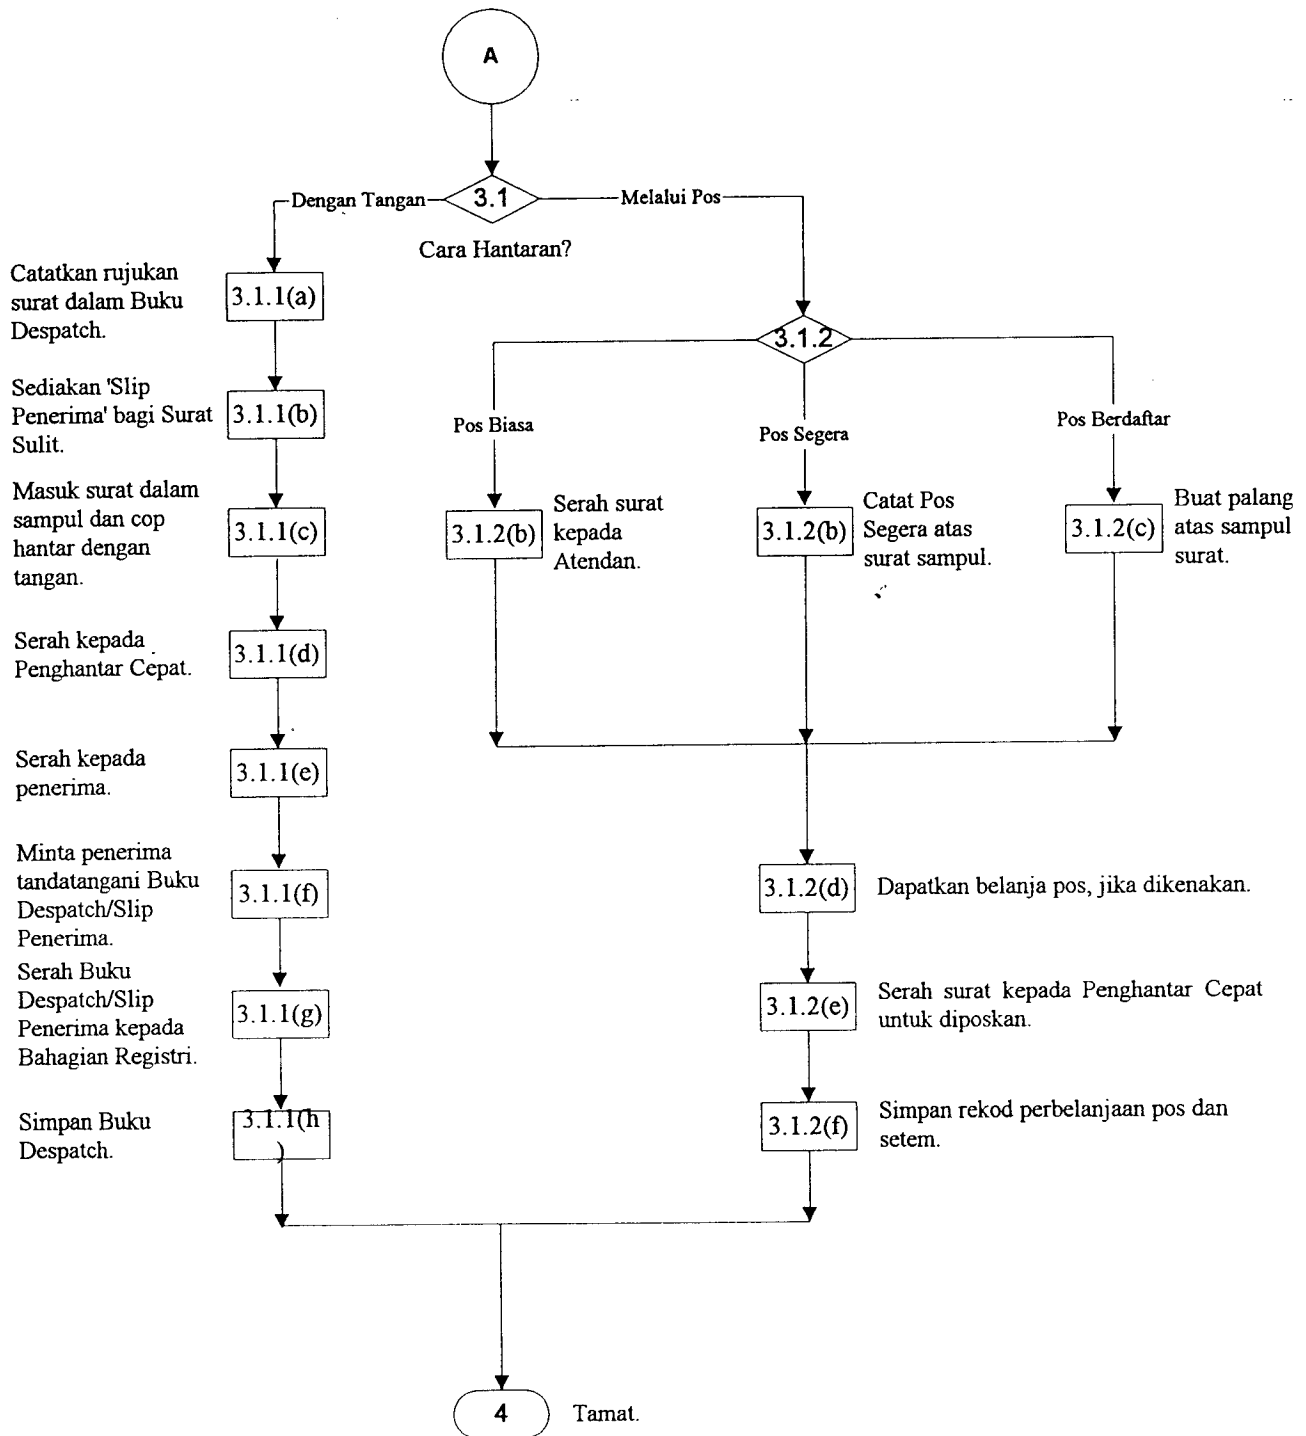 A
3.1
Dengan Tangan
Melalui Pos
Cara Hantaran?
Catatkan rujukan
surat dalam Buku
Despatch.
3.1.1(a)
Sediakan 'Slip
Penerima' bagi Surat
Sulit.
3.1.1(b)
Masuk surat dalam
sampul dan cop
hantar dengan
tangan.
3.1.1(c)
Serah kepada
Penghantar Cepat.
3.1.1(d)
Serah kepada
penerima.
3.1.1(e)
Minta penerima
tandatangani Buku
Despatch/Slip
Penerima.
3.1.1(f)
Serah Buku
Despatch/Slip
Penerima kepada
Bahagian Registri.
3.1.1(g)
Simpan Buku
Despatch.
3.1.1(h
)
3.1.2
Pos Biasa
Pos Segera
Pos Berdaftar
3.1.2(b)
Serah surat
kepada
Atendan.
3.1.2(b)
Catat Pos
Segera atas
surat sampul.
3.1.2(c)
Buat palang
atas sampul
surat.
3.1.2(d)
Dapatkan belanja pos, jika dikenakan.
3.1.2(e)
Serah surat kepada Penghantar Cepat
untuk diposkan.
3.1.2(f)
Simpan rekod perbelanjaan pos dan
setem.
4
Tamat.